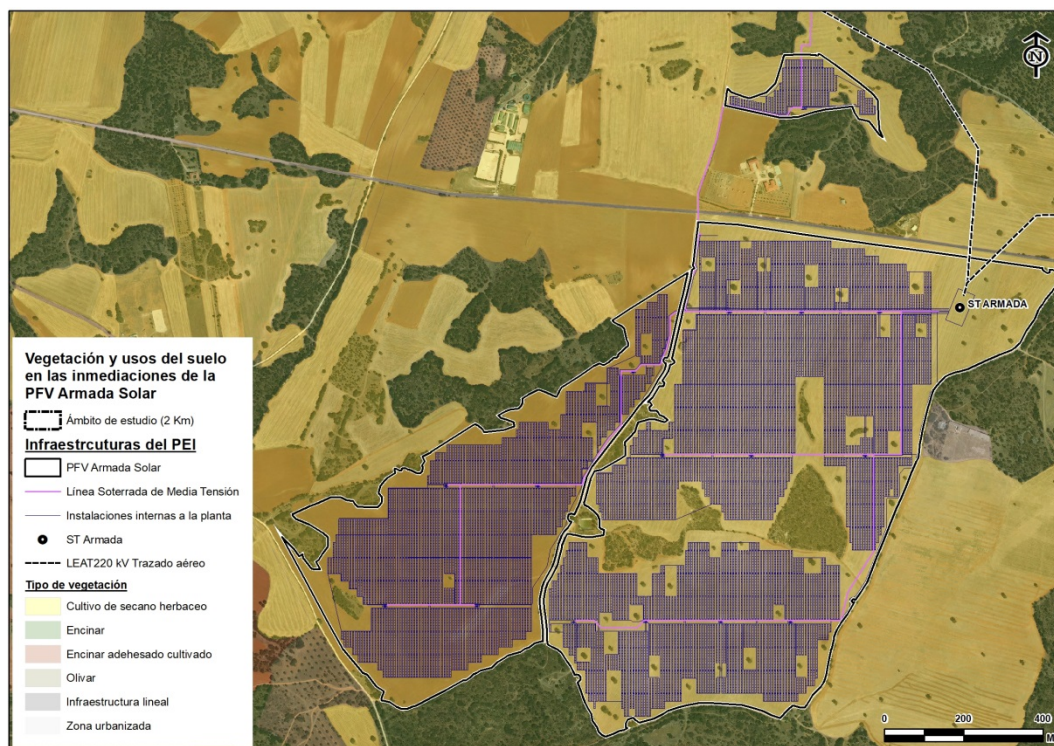 N
ST ARMADA
Vegetación y usos del suelo
en las inmediaciones de la
PFV Armada Solar
Ámbito de estudio (2 Km)
Infraestrcuturas del PEI
PFV Armada Solar
Línea Soterrada de Media Tensión
Instalaciones internas a la planta
ST Armada
LEAT220 kV Trazado aéreo
Tipo de vegetación
Cultivo de secano herbaceo
Encinar
Encinar adehesado cultivado
Olivar
Infraestructura lineal
Zona urbanizada
0 200 400
M